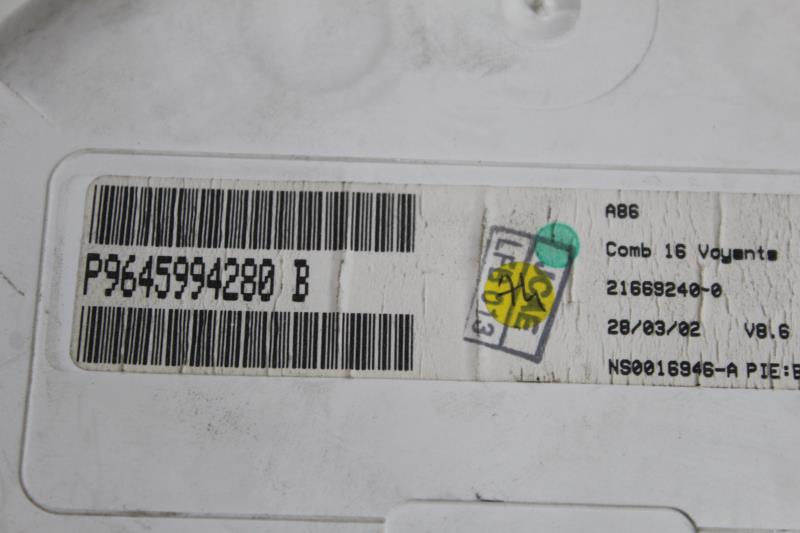 P9645994280 B
A86
Comb 16 Voyants
21669240-0
28/03/02 V8.6
NS0016946-A PIE: